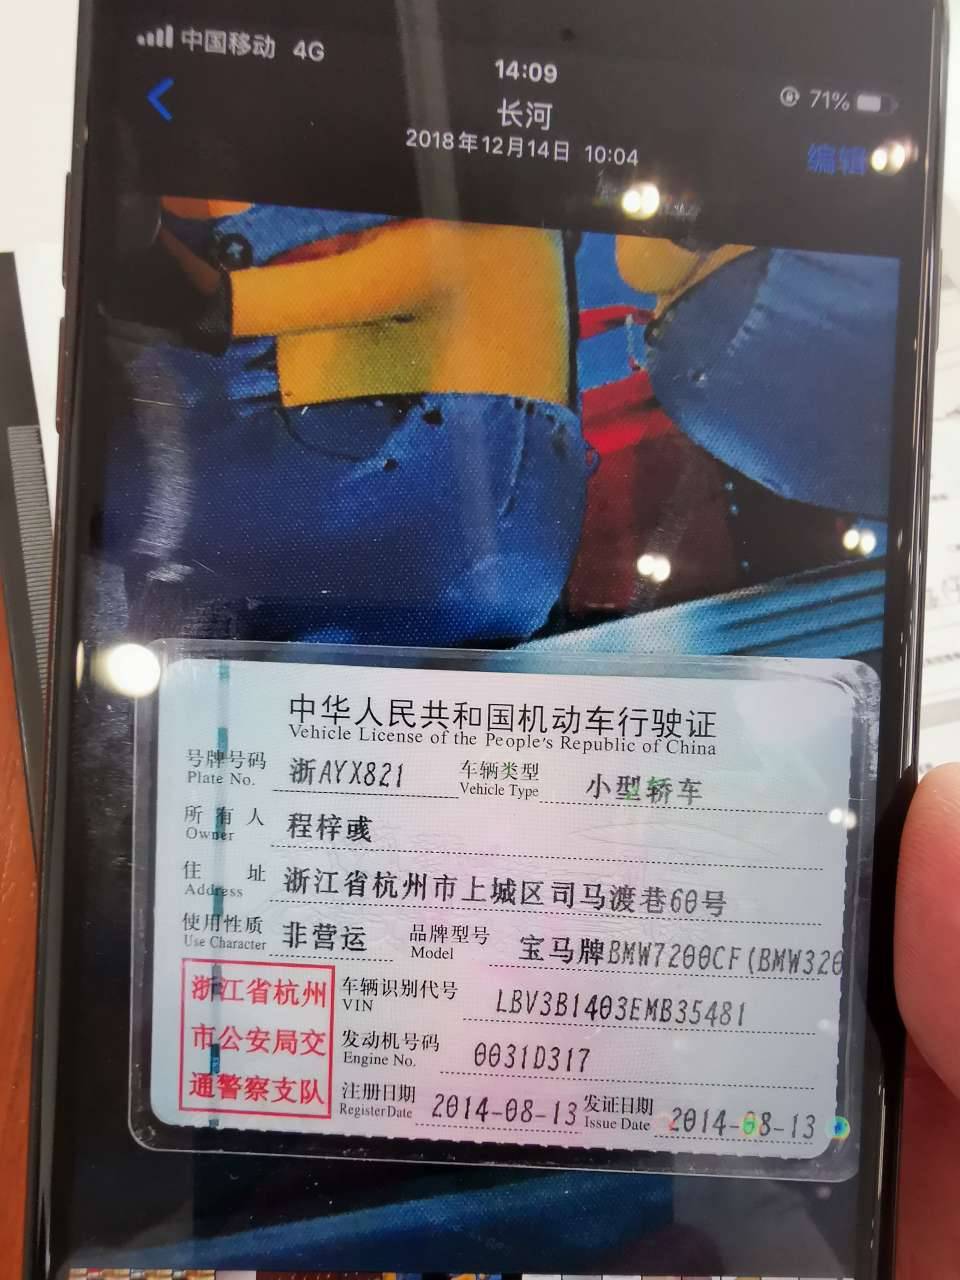 中国移动 4G
14:09
71%
长河
2018年12月14日 10:04
编辑
中华人民共和国机动车行驶证
Vehicle License of the People's Republic of China
号牌号码 浙AYX821 车辆类型 小型轿车
Plate No. Vehicle Type
所有人 程梓彧
Owner
住址 浙江省杭州市上城区司马渡巷60号
Address
使用性质 非营运 品牌型号 宝马牌BMW7200CF(BMW320
Use Character Model
浙江省杭州
市公安局交
通警察支队
车辆识别代号 LBV3B1403EMB35481
VIN
发动机号码 0031D317
Engine No.
注册日期 2014-08-13 发证日期 2014-08-13
Register Date Issue Date